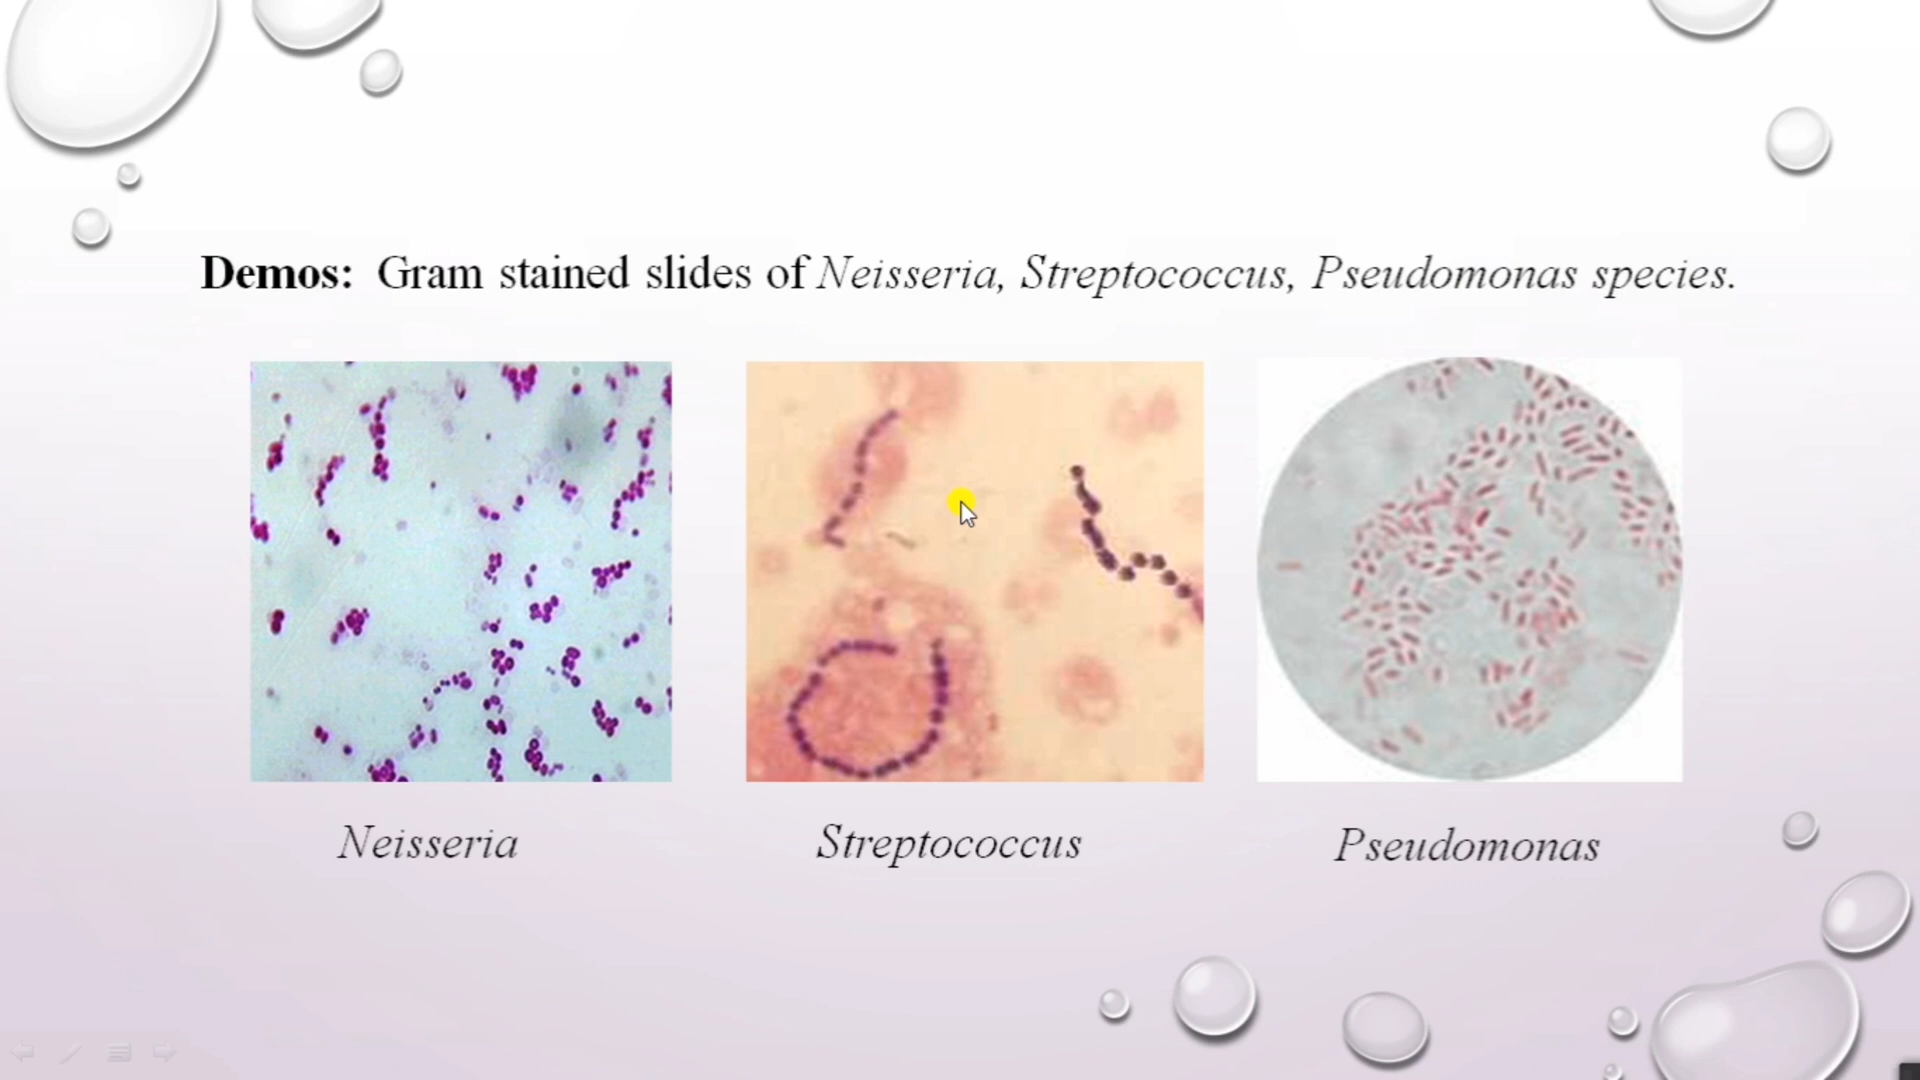 Demos: Gram stained slides of Neisseria, Streptococcus, Pseudomonas species.
Neisseria
Streptococcus
Pseudomonas